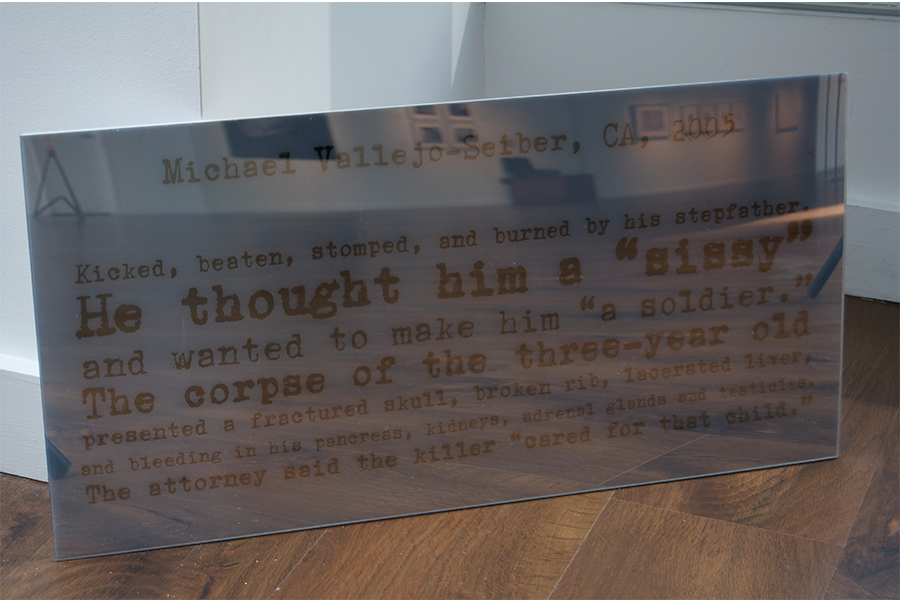 Michael Vallejo-Seiber, CA, 2005
Kicked, beaten, stomped, and burned by his stepfather.
He thought him a “sissy”
and wanted to make him “a soldier.”
The corpse of the three-year old
presented a fractured skull, broken rib, lacerated liver,
and bleeding in his pancreas, kidneys, adrenal glands and testicles.
The attorney said the killer “cared for that child.”